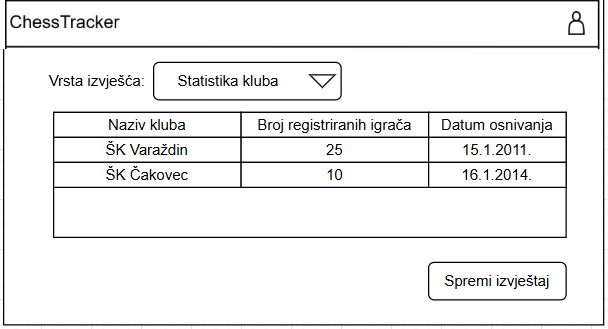 ChessTracker
Vrsta izvješća: Statistika kluba
Naziv kluba Broj registriranih igrača Datum osnivanja
ŠK Varaždin 25 15.1.2011.
ŠK Čakovec 10 16.1.2014.
Spremi izvještaj